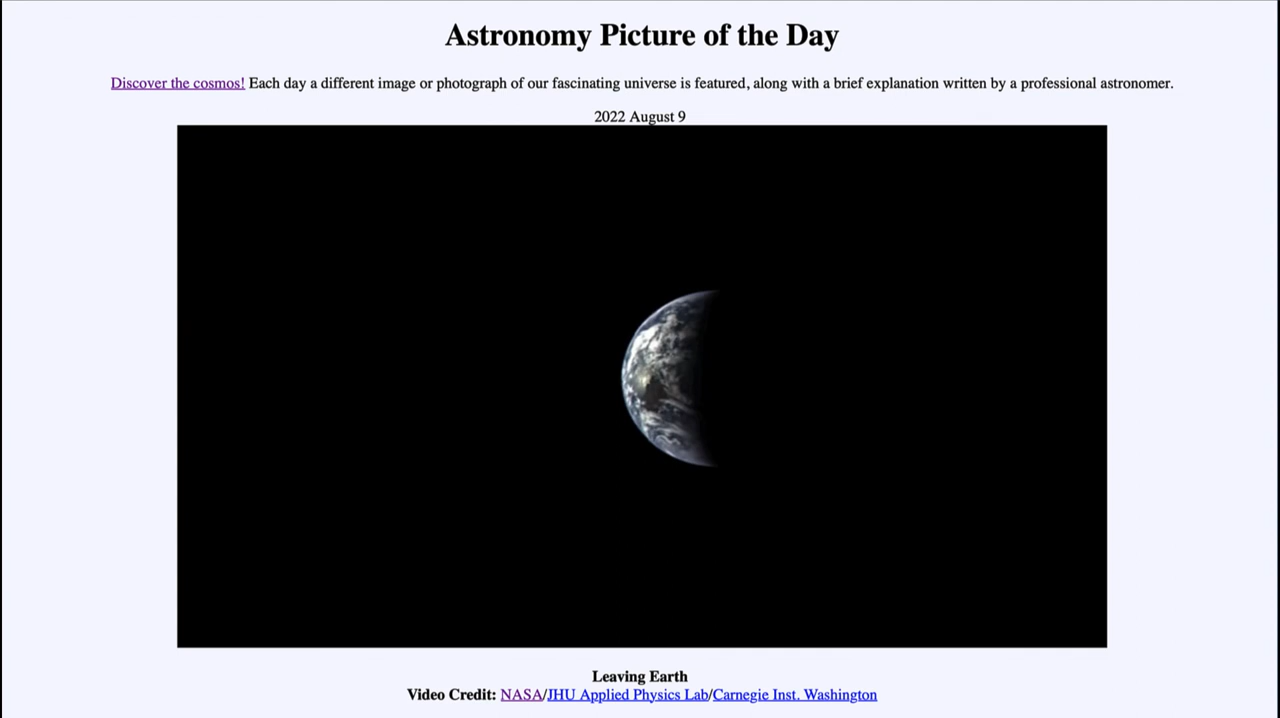 Astronomy Picture of the Day
Discover the cosmos! Each day a different image or photograph of our fascinating universe is featured, along with a brief explanation written by a professional astronomer.
2022 August 9
Leaving Earth
Video Credit: NASA/JHU Applied Physics Lab/Carnegie Inst. Washington